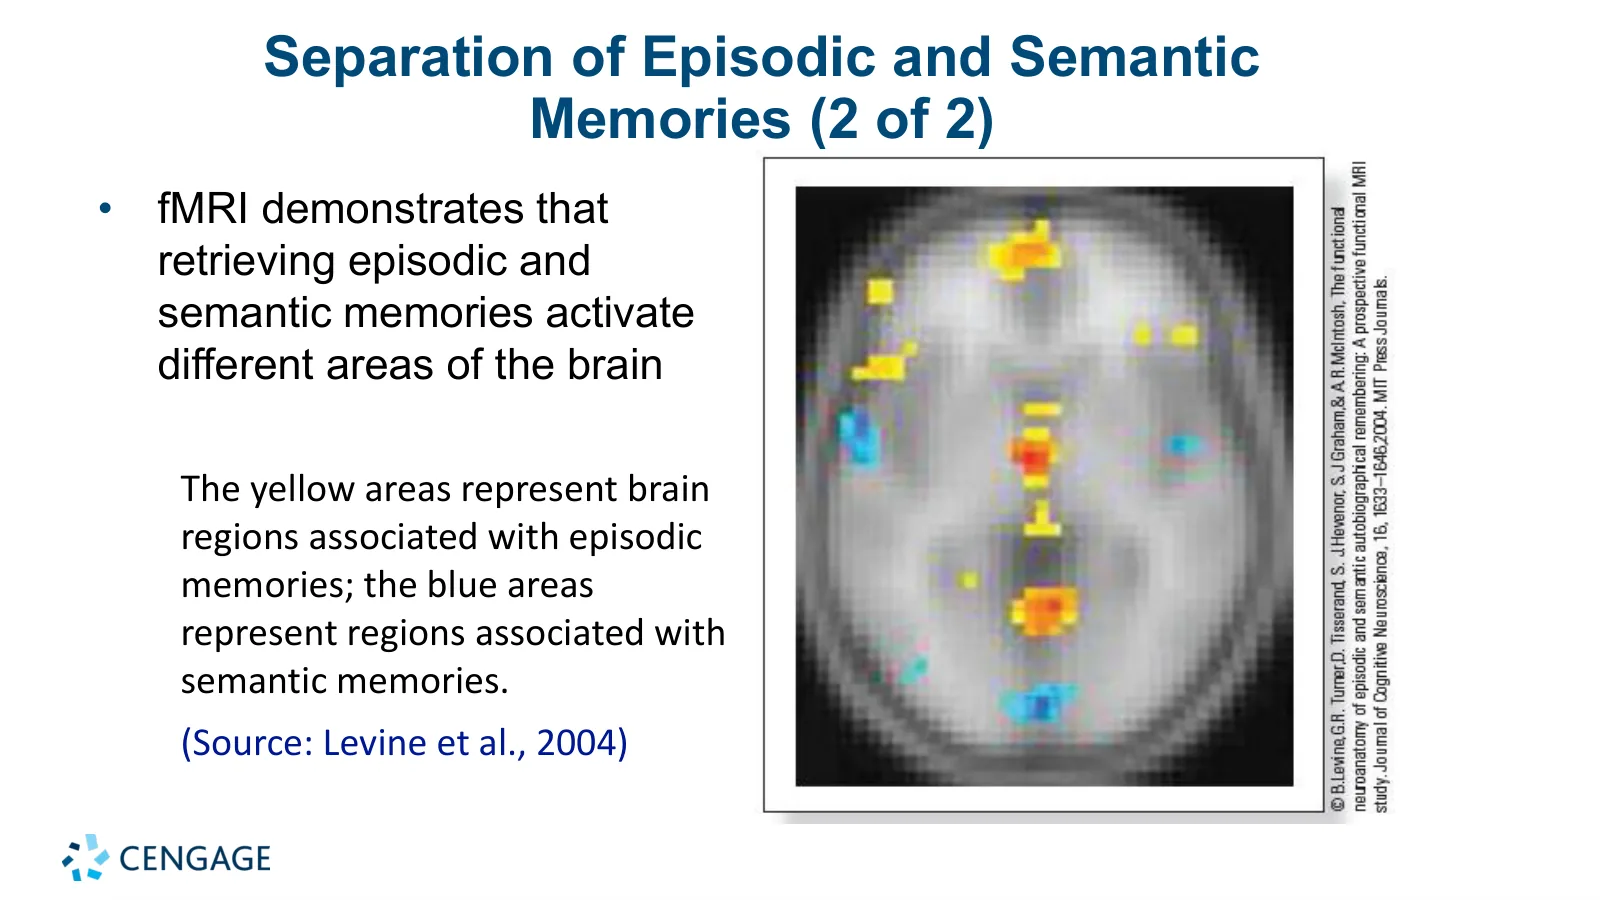 Separation of Episodic and Semantic
Memories (2 of 2)
• fMRI demonstrates that
retrieving episodic and
semantic memories activate
different areas of the brain
The yellow areas represent brain
regions associated with episodic
memories; the blue areas
represent regions associated with
semantic memories.
(Source: Levine et al., 2004)
© B.Levine,G.R. Turner,D. Tisserand, S. J.Hevenor, S.J.Graham,& A.R.McIntosh, The functional
neuroanatomy of episodic and semantic autobiographical remembering: A prospective functional MRI
study. Journal of Cognitive Neuroscience, 16, 1633–1646,2004. MIT Press Journals.
CENGAGE